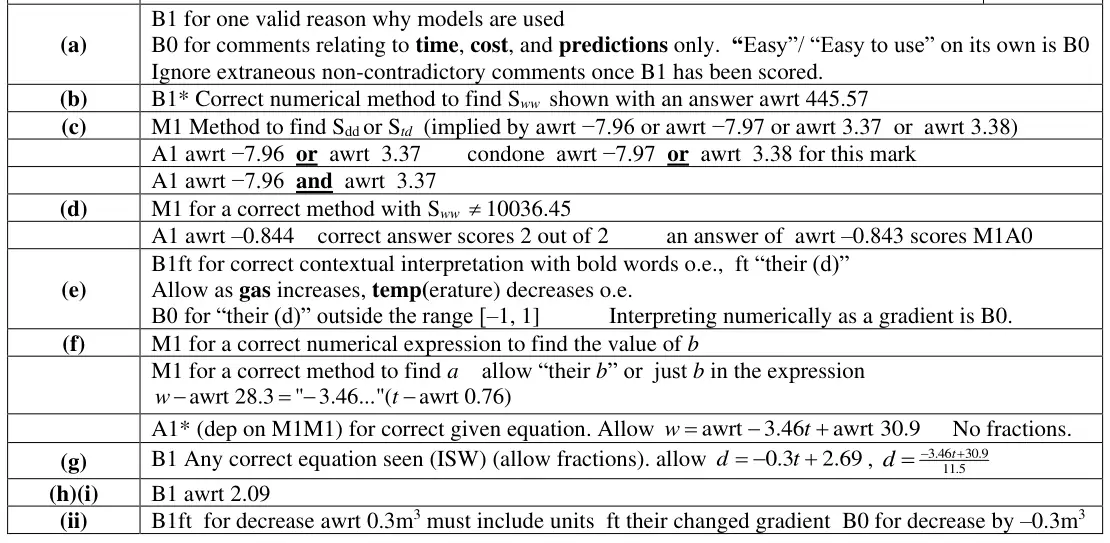 B1 for one valid reason why models are used
(a) B0 for comments relating to time, cost, and predictions only. “Easy”/ “Easy to use” on its own is B0
Ignore extraneous non-contradictory comments once B1 has been scored.
(b) B1* Correct numerical method to find Sww shown with an answer awrt 445.57
(c) M1 Method to find Sdd or Std (implied by awrt −7.96 or awrt −7.97 or awrt 3.37 or awrt 3.38)
A1 awrt −7.96 or awrt 3.37 condone awrt −7.97 or awrt 3.38 for this mark
A1 awrt −7.96 and awrt 3.37
(d) M1 for a correct method with Sww ≠ 10036.45
A1 awrt –0.844 correct answer scores 2 out of 2 an answer of awrt –0.843 scores M1A0
B1ft for correct contextual interpretation with bold words o.e., ft “their (d)”
(e) Allow as gas increases, temp(erature) decreases o.e.
B0 for “their (d)” outside the range [–1, 1] Interpreting numerically as a gradient is B0.
(f) M1 for a correct numerical expression to find the value of b
M1 for a correct method to find a allow “their b” or just b in the expression
w − awrt 28.3 = "− 3.46..."(t − awrt 0.76)
A1* (dep on M1M1) for correct given equation. Allow w = awrt − 3.46t + awrt 30.9 No fractions.
(g) B1 Any correct equation seen (ISW) (allow fractions). allow d = −0.3t + 2.69 , d = −3.46t+30.9/11.5
(h)(i) B1 awrt 2.09
(ii) B1ft for decrease awrt 0.3m³ must include units ft their changed gradient B0 for decrease by –0.3m³